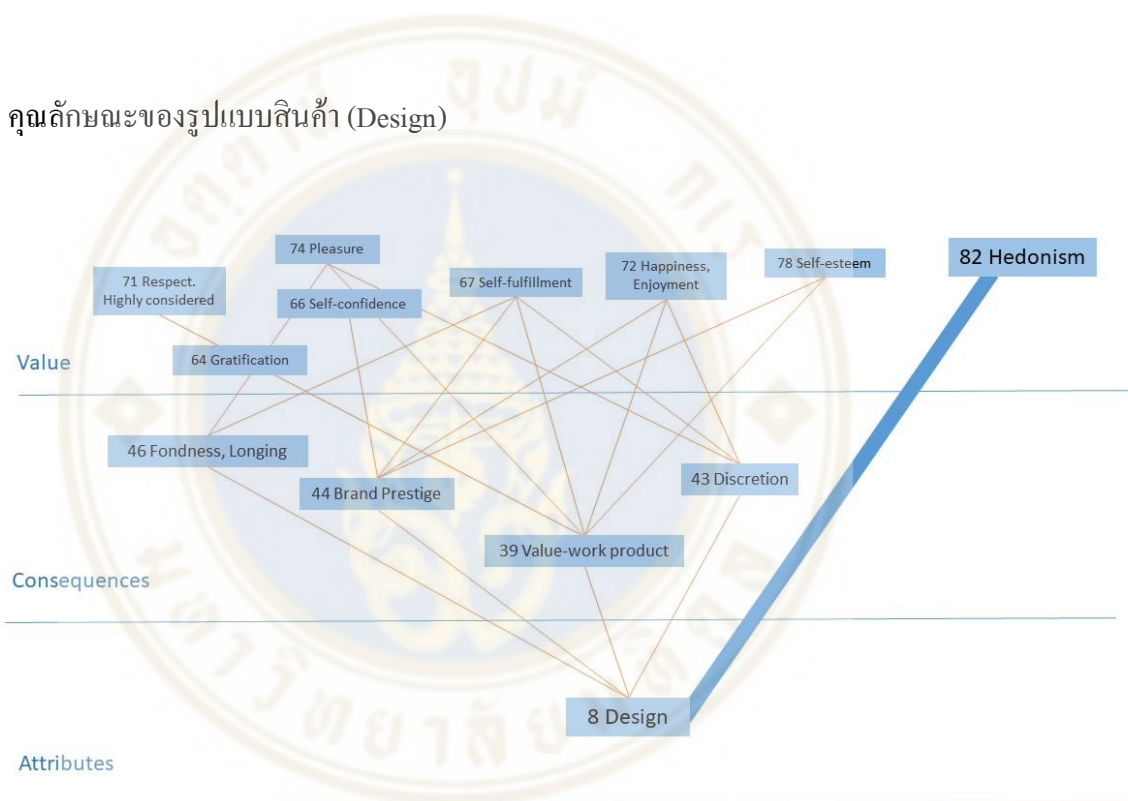 คุณลักษณะของรูปแบบสินค้า (Design)
74 Pleasure
71 Respect.
Highly considered
66 Self-confidence
67 Self-fulfillment
72 Happiness,
Enjoyment
78 Self-esteem
82 Hedonism
64 Gratification
Value
46 Fondness, Longing
44 Brand Prestige
43 Discretion
39 Value-work product
Consequences
8 Design
Attributes